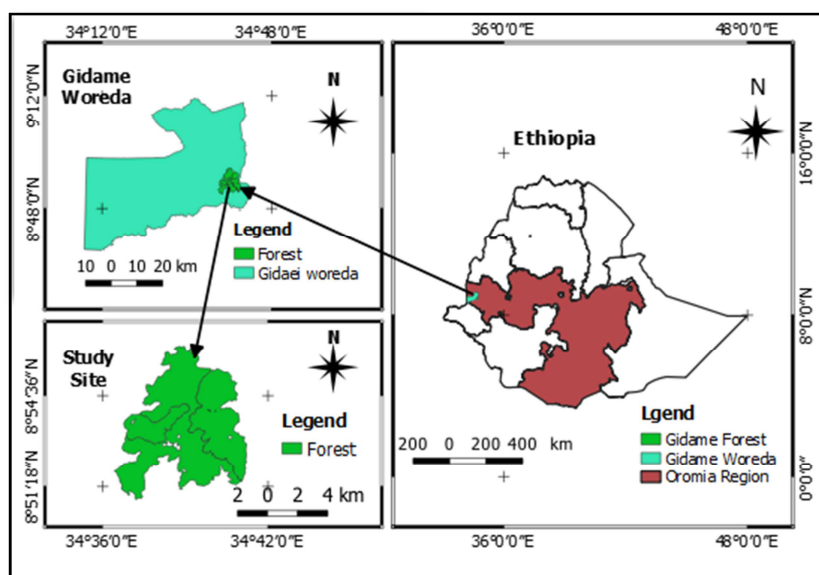 34°12′0″E 34°48′0″E
36°0′0″E 48°0′0″E
Gidame
Woreda
N
9°12′0″N
8°48′0″N
Legend
Forest
Gidaei woreda
10 0 10 20 km
Study
Site
N
8°54′36″N
8°51′18″N
Legend
Forest
2 0 2 4 km
34°36′0″E 34°42′0″E
Ethiopia
N
16°0′0″N
8°0′0″N
0°0′0″N
Lgend
Gidame Forest
Gidame Woreda
Oromia Region
200 0 200 400 km
36°0′0″E 48°0′0″E